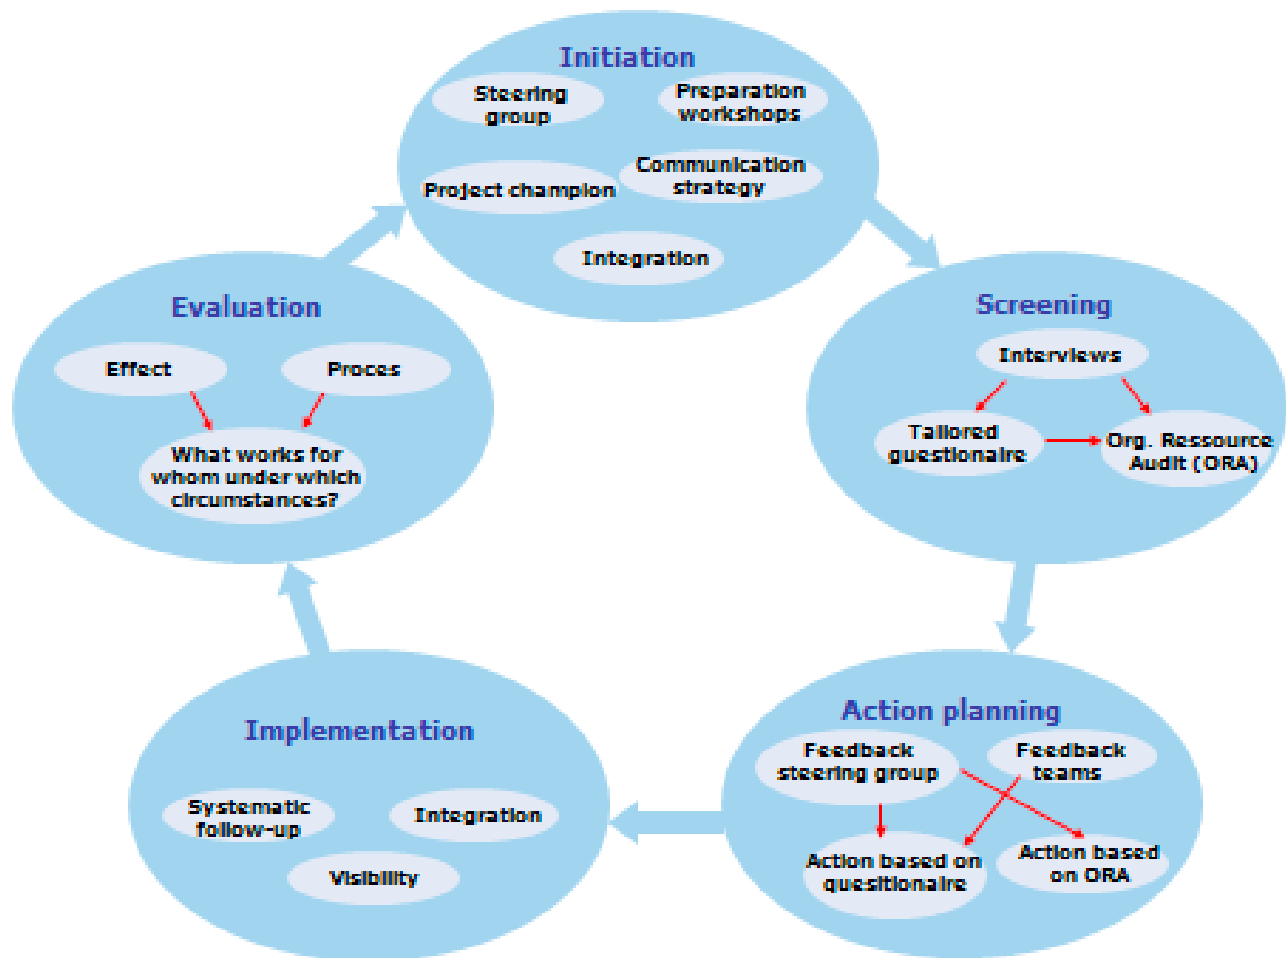 Initiation
Steering
group
Preparation
workshops
Project champion
Communication
strategy
Integration
Screening
Interviews
Tailored
guestionaire
Org. Ressource
Audit (ORA)
Action planning
Feedback
steering group
Feedback
teams
Action based on
quesitionaire
Action based
on ORA
Implementation
Systematic
follow-up
Integration
Visibility
Evaluation
Effect
Proces
What works for
whom under which
circumstances?